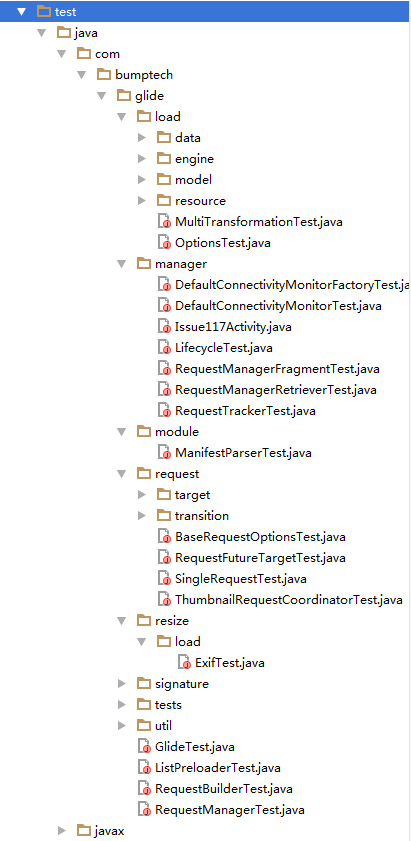 test
java
com
bumptech
glide
load
data
engine
model
resource
MultiTransformationTest.java
OptionsTest.java
manager
DefaultConnectivityMonitorFactoryTest.ja
DefaultConnectivityMonitorTest.java
Issue117Activity.java
LifecycleTest.java
RequestManagerFragmentTest.java
RequestManagerRetrieverTest.java
RequestTrackerTest.java
module
ManifestParserTest.java
request
target
transition
BaseRequestOptionsTest.java
RequestFutureTargetTest.java
SingleRequestTest.java
ThumbnailRequestCoordinatorTest.java
resize
load
ExifTest.java
signature
tests
util
GlideTest.java
ListPreloaderTest.java
RequestBuilderTest.java
RequestManagerTest.java
javax